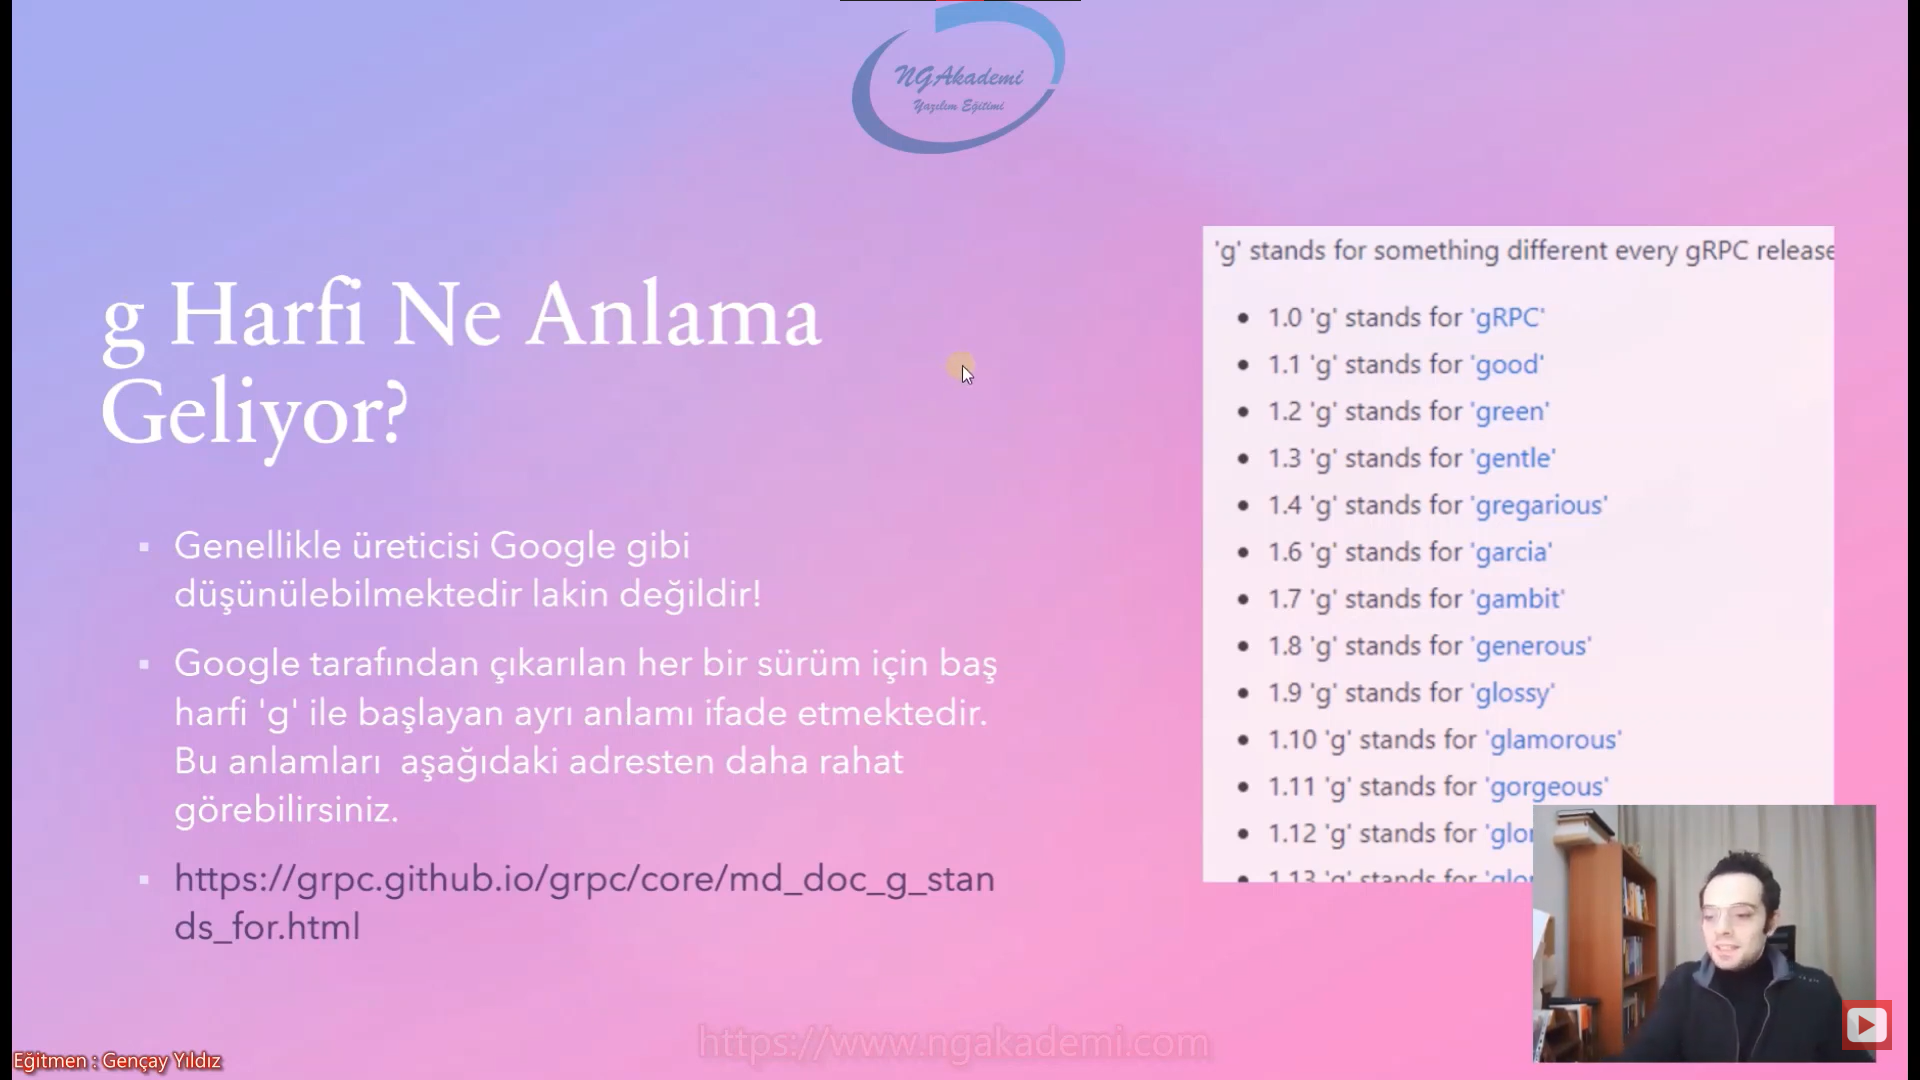 NGAkademi
Yazılım Eğitimi
g Harfi Ne Anlama
Geliyor?
▪ Genellikle üreticisi Google gibi
düşünülebilmektedir lakin değildir!
▪ Google tarafından çıkarılan her bir sürüm için baş
harfi 'g' ile başlayan ayrı anlamı ifade etmektedir.
Bu anlamları aşağıdaki adresten daha rahat
görebilirsiniz.
▪ https://grpc.github.io/grpc/core/md_doc_g_stan
ds_for.html
'g' stands for something different every gRPC release
• 1.0 'g' stands for 'gRPC'
• 1.1 'g' stands for 'good'
• 1.2 'g' stands for 'green'
• 1.3 'g' stands for 'gentle'
• 1.4 'g' stands for 'gregarious'
• 1.6 'g' stands for 'garcia'
• 1.7 'g' stands for 'gambit'
• 1.8 'g' stands for 'generous'
• 1.9 'g' stands for 'glossy'
• 1.10 'g' stands for 'glamorous'
• 1.11 'g' stands for 'gorgeous'
• 1.12 'g' stands for
• 1.13 'g' stands for
https://www.ngakademi.com
Eğitmen : Gençay Yıldız